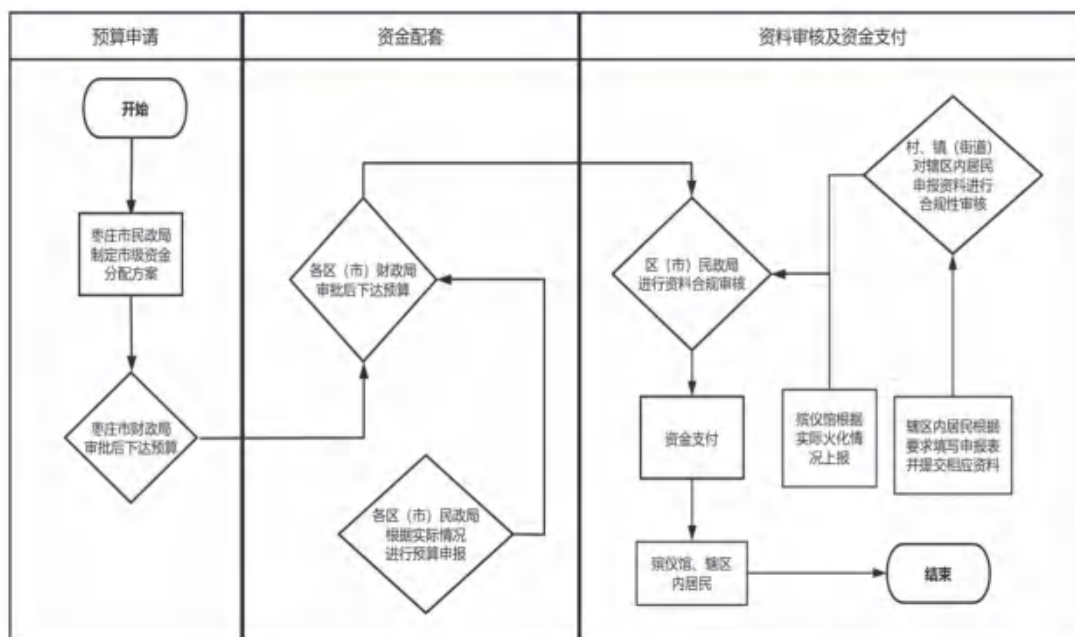 预算申请
资金配套
资料审核及资金支付
开始
枣庄市民政局
制定市级资金
分配方案
枣庄市财政局
审批后下达预算
各区（市）财政局
审批后下达预算
各区（市）民政局
根据实际情况
进行预算申报
区（市）民政局
进行资料合规审核
村、镇（街道）
对辖区内居民
申报资料进行
合规性审核
资金支付
殡仪馆根据
实际火化情
况上报
辖区内居民根据
要求填写申报表
并提交相应资料
殡仪馆、辖区
内居民
结束